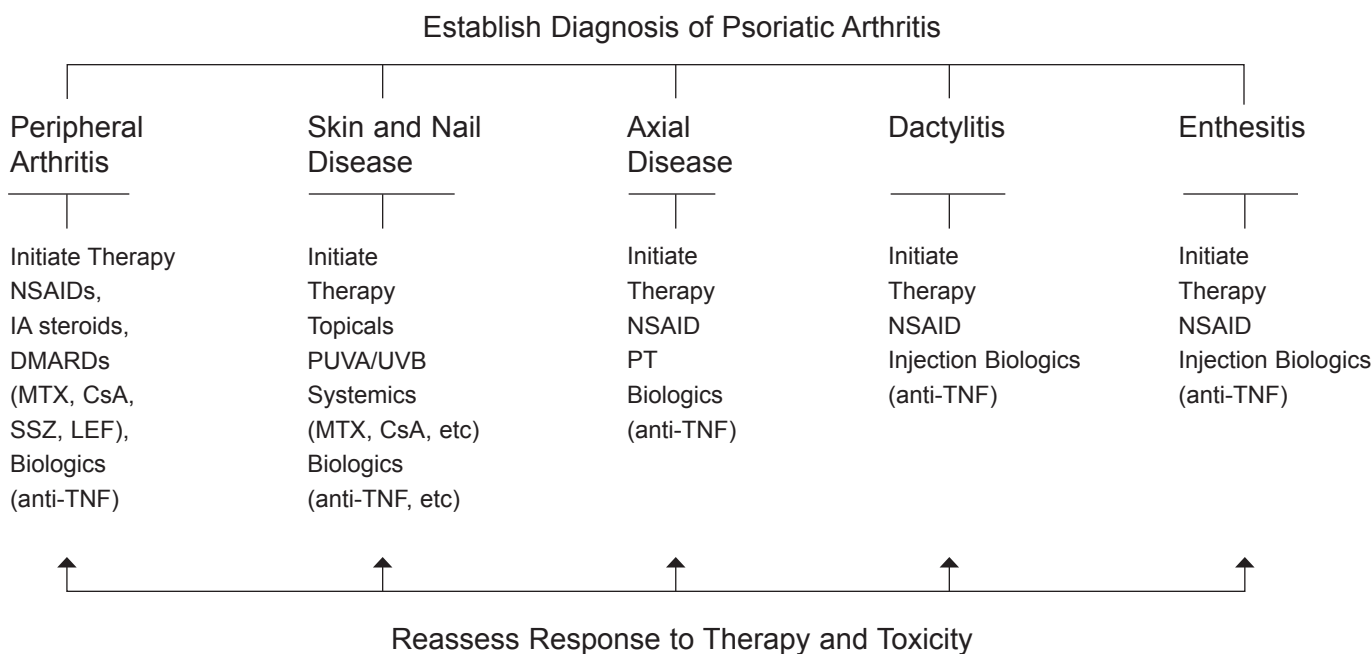 Establish Diagnosis of Psoriatic Arthritis
Peripheral
Arthritis
Initiate Therapy
NSAIDs,
IA steroids,
DMARDs
(MTX, CsA,
SSZ, LEF),
Biologics
(anti-TNF)
Skin and Nail
Disease
Initiate
Therapy
Topicals
PUVA/UVB
Systemics
(MTX, CsA, etc)
Biologics
(anti-TNF, etc)
Axial
Disease
Initiate
Therapy
NSAID
PT
Biologics
(anti-TNF)
Dactylitis
Initiate
Therapy
NSAID
Injection Biologics
(anti-TNF)
Enthesitis
Initiate
Therapy
NSAID
Injection Biologics
(anti-TNF)
Reassess Response to Therapy and Toxicity